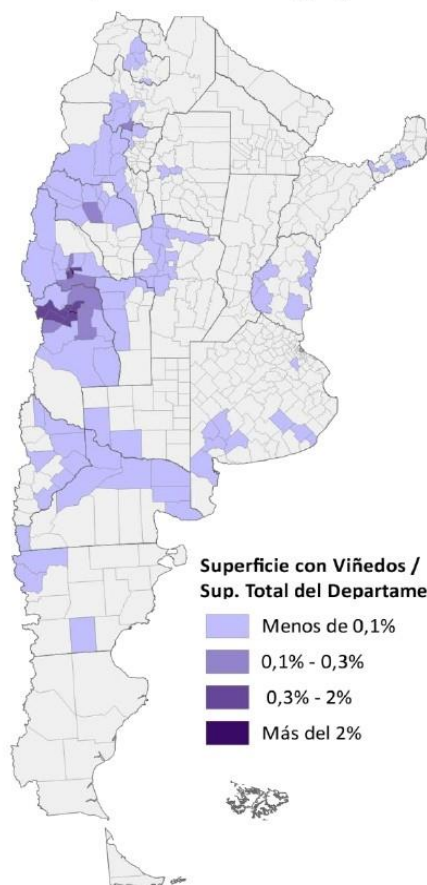 Superficie con Viñedos /
Sup. Total del Departame
Menos de 0,1%
0,1% - 0,3%
0,3% - 2%
Más del 2%